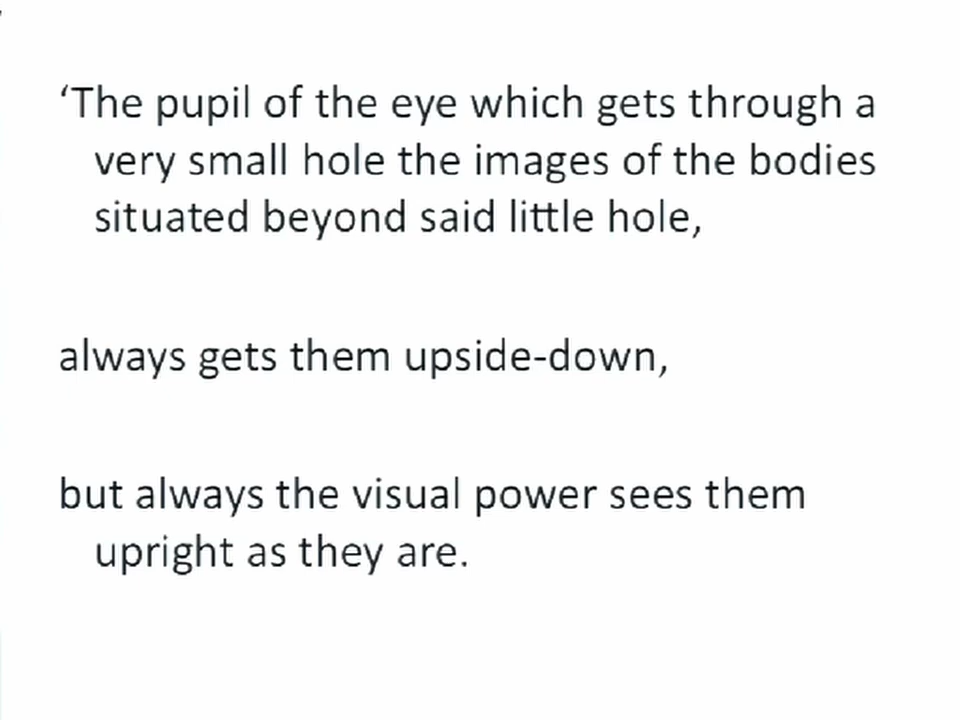 ‘The pupil of the eye which gets through a
very small hole the images of the bodies
situated beyond said little hole,
always gets them upside-down,
but always the visual power sees them
upright as they are.